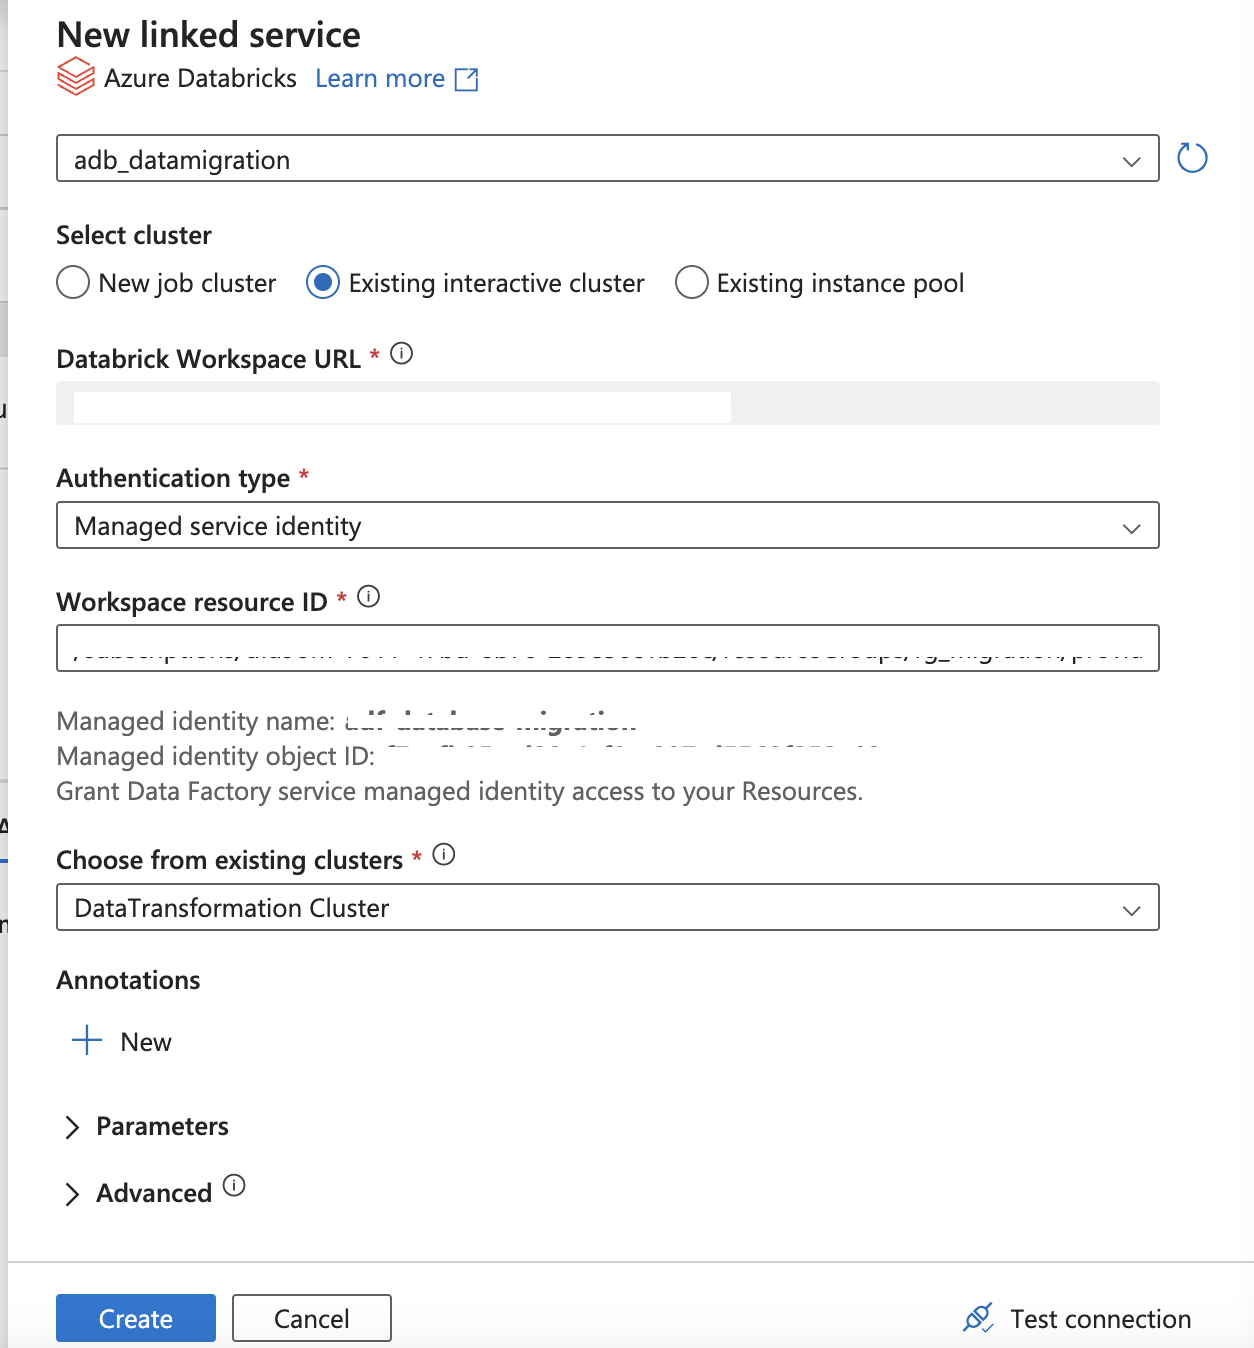 New linked service
Azure Databricks Learn more
adb_datamigration
Select cluster
New job cluster Existing interactive cluster Existing instance pool
Databrick Workspace URL *
Authentication type *
Managed service identity
Workspace resource ID *
Managed identity name:
Managed identity object ID:
Grant Data Factory service managed identity access to your Resources.
Choose from existing clusters *
DataTransformation Cluster
Annotations
New
Parameters
Advanced
Create Cancel Test connection